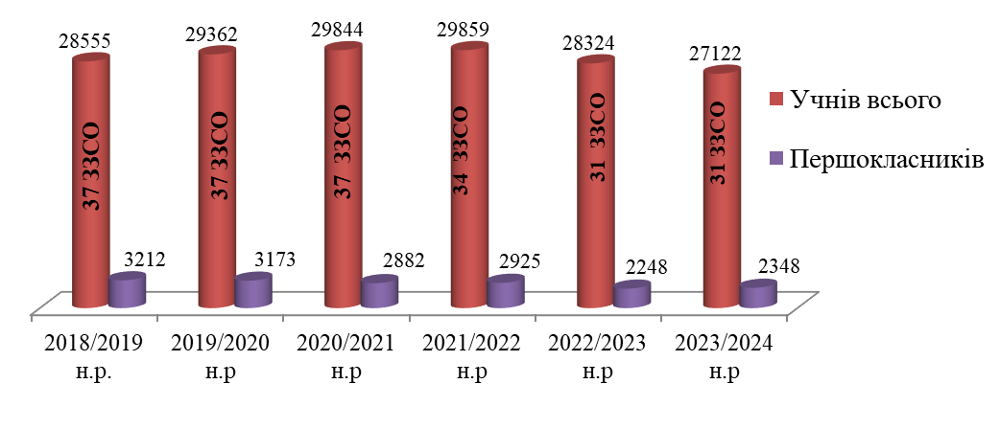 28555
29362
29844
29859
28324
27122
37 ЗЗСО
37 ЗЗСО
37 ЗЗСО
34 ЗЗСО
31 ЗЗСО
31 ЗЗСО
Учнів всього
Першокласників
3212
3173
2882
2925
2248
2348
2018/2019
н.р.
2019/2020
н.р
2020/2021
н.р
2021/2022
н.р
2022/2023
н.р
2023/2024
н.р